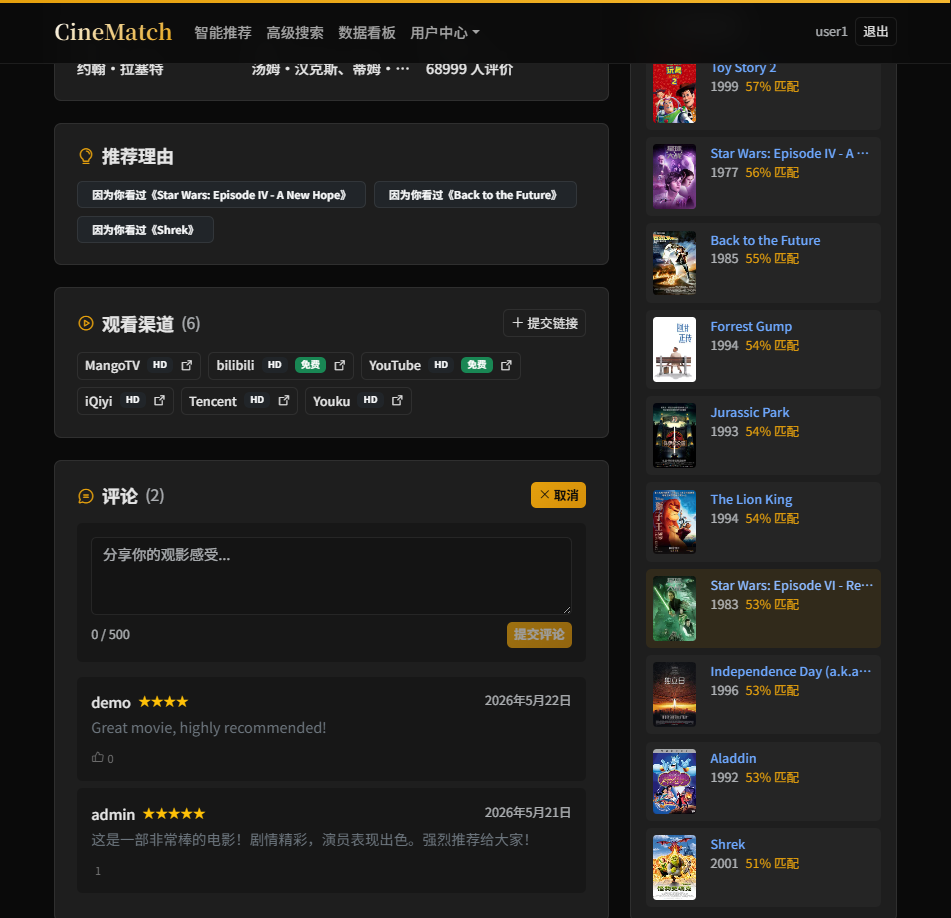 CineMatch 智能推荐 高级搜索 数据看板 用户中心 user1 退出
约翰・拉塞特 汤姆・汉克斯、蒂姆・… 68999 人评价
推荐理由
因为你看过《Star Wars: Episode IV - A New Hope》 因为你看过《Back to the Future》
因为你看过《Shrek》
观看渠道 (6) 提交链接
MangoTV HD bilibili HD 免费 YouTube HD 免费
iQiyi HD Tencent HD Youku HD
评论 (2) 取消
分享你的观影感受...
0 / 500 提交评论
demo ★★★★ 2026年5月22日
Great movie, highly recommended!
0
admin ★★★★★ 2026年5月21日
这是一部非常棒的电影！剧情精彩，演员表现出色。强烈推荐给大家！
1
Toy Story 2
1999 57% 匹配
Star Wars: Episode IV - A …
1977 56% 匹配
Back to the Future
1985 55% 匹配
Forrest Gump
1994 54% 匹配
Jurassic Park
1993 54% 匹配
The Lion King
1994 54% 匹配
Star Wars: Episode VI - Re…
1983 53% 匹配
Independence Day (a.k.a…
1996 53% 匹配
Aladdin
1992 53% 匹配
Shrek
2001 51% 匹配